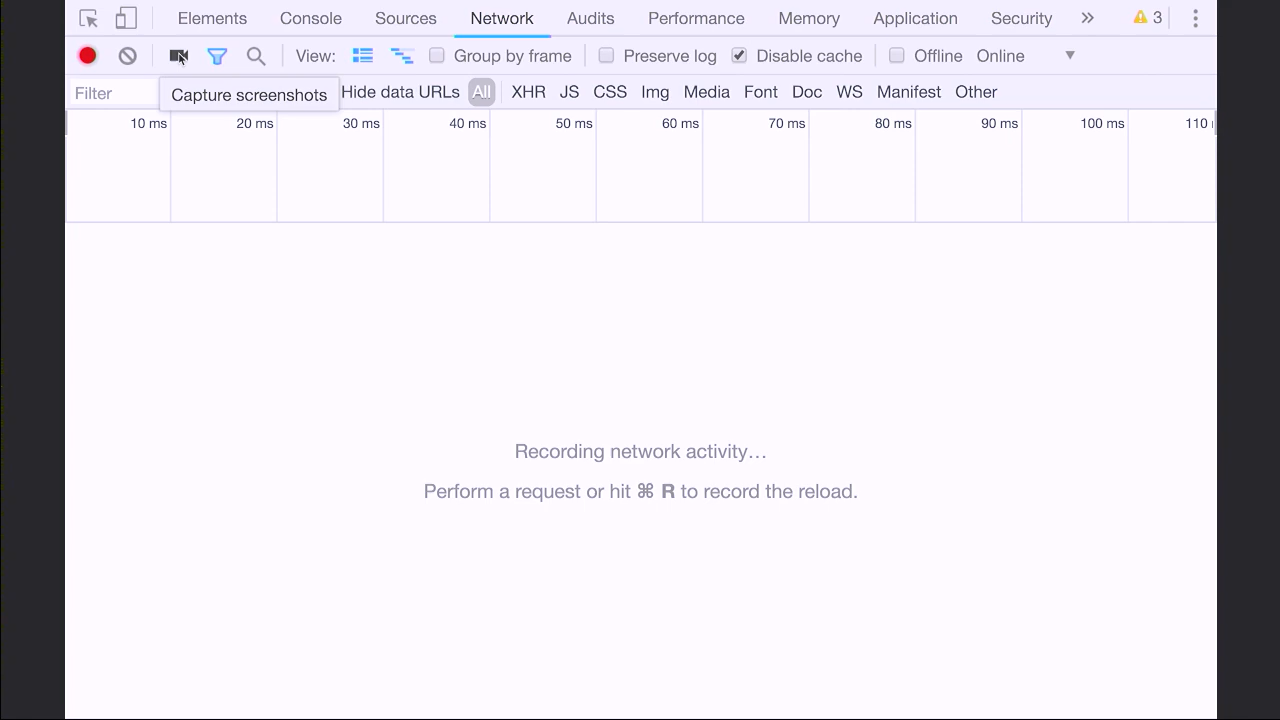 Elements Console Sources Network Audits Performance Memory Application Security » 3
View: Group by frame Preserve log Disable cache Offline Online
Filter Capture screenshots Hide data URLs All XHR JS CSS Img Media Font Doc WS Manifest Other
10 ms 20 ms 30 ms 40 ms 50 ms 60 ms 70 ms 80 ms 90 ms 100 ms 110
Recording network activity…
Perform a request or hit ⌘ R to record the reload.